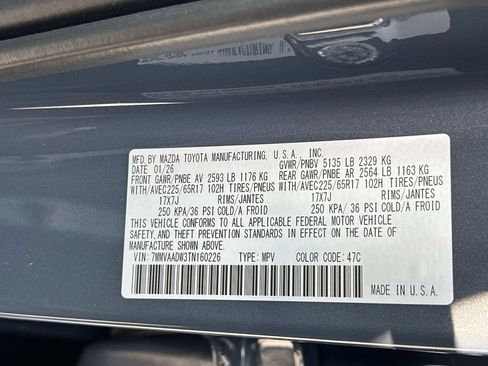 MFD. BY MAZDA TOYOTA MANUFACTURING, U.S.A., INC.
DATE 01/26 GVWR/PNBV 5135 LB 2329 KG
FRONT GAWR/PNBE AV 2593 LB 1176 KG REAR GAWR/PNBE AR 2564 LB 1163 KG
WITH/AVEC225/65R17 102H TIRES/PNEUS WITH/AVEC225/65R17 102H TIRES/PNEUS
17X7J RIMS/JANTES 17X7J RIMS/JANTES
250 KPA/ 36 PSI COLD/A FROID 250 KPA/ 36 PSI COLD/A FROID
THIS VEHICLE CONFORMS TO ALL APPLICABLE FEDERAL MOTOR VEHICLE
SAFETY, AND THEFT PREVENTION STANDARDS IN EFFECT ON THE DATE OF
MANUFACTURE SHOWN ABOVE.
VIN: 7MMVAADW3TN160226 TYPE: MPV COLOR CODE: 47C
MADE IN U.S.A.